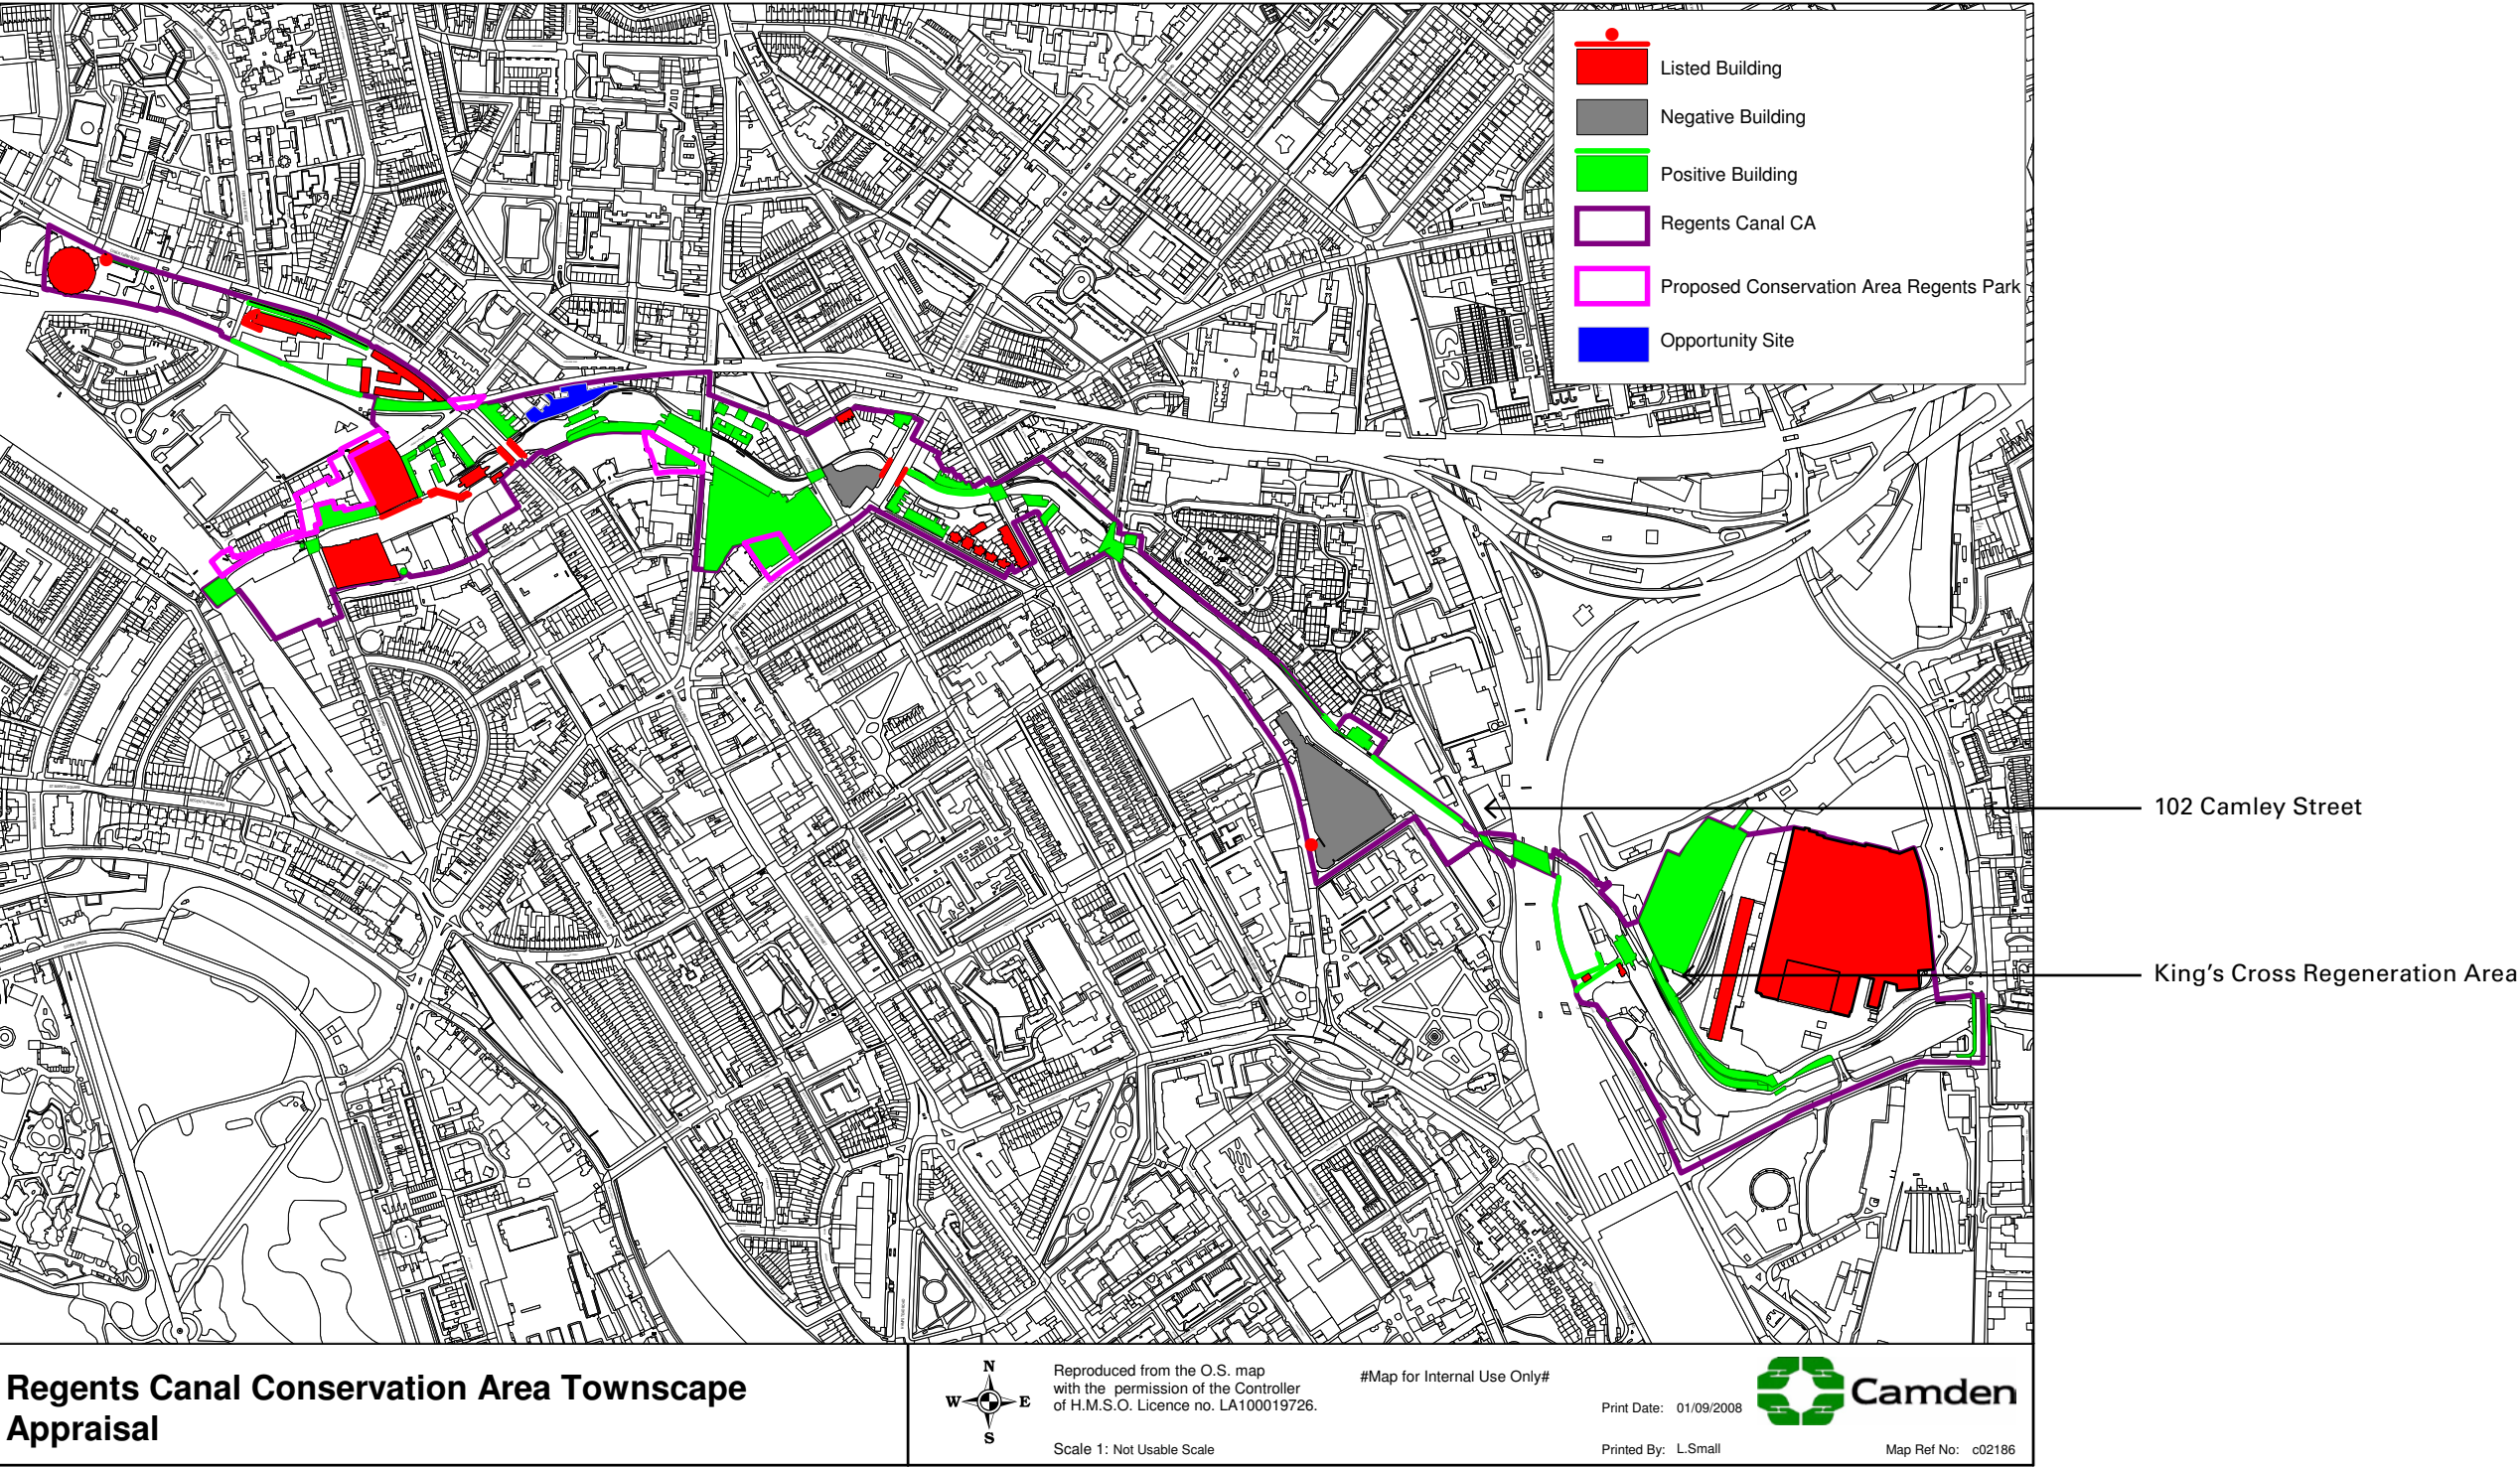 Listed Building
Negative Building
Positive Building
Regents Canal CA
Proposed Conservation Area Regents Park
Opportunity Site
102 Camley Street
King's Cross Regeneration Area
Regents Canal Conservation Area Townscape
Appraisal
N
W E
S
Reproduced from the O.S. map
with the permission of the Controller
of H.M.S.O. Licence no. LA100019726.
Scale 1: Not Usable Scale
#Map for Internal Use Only#
Print Date: 01/09/2008
Printed By: L.Small
Camden
Map Ref No: c02186